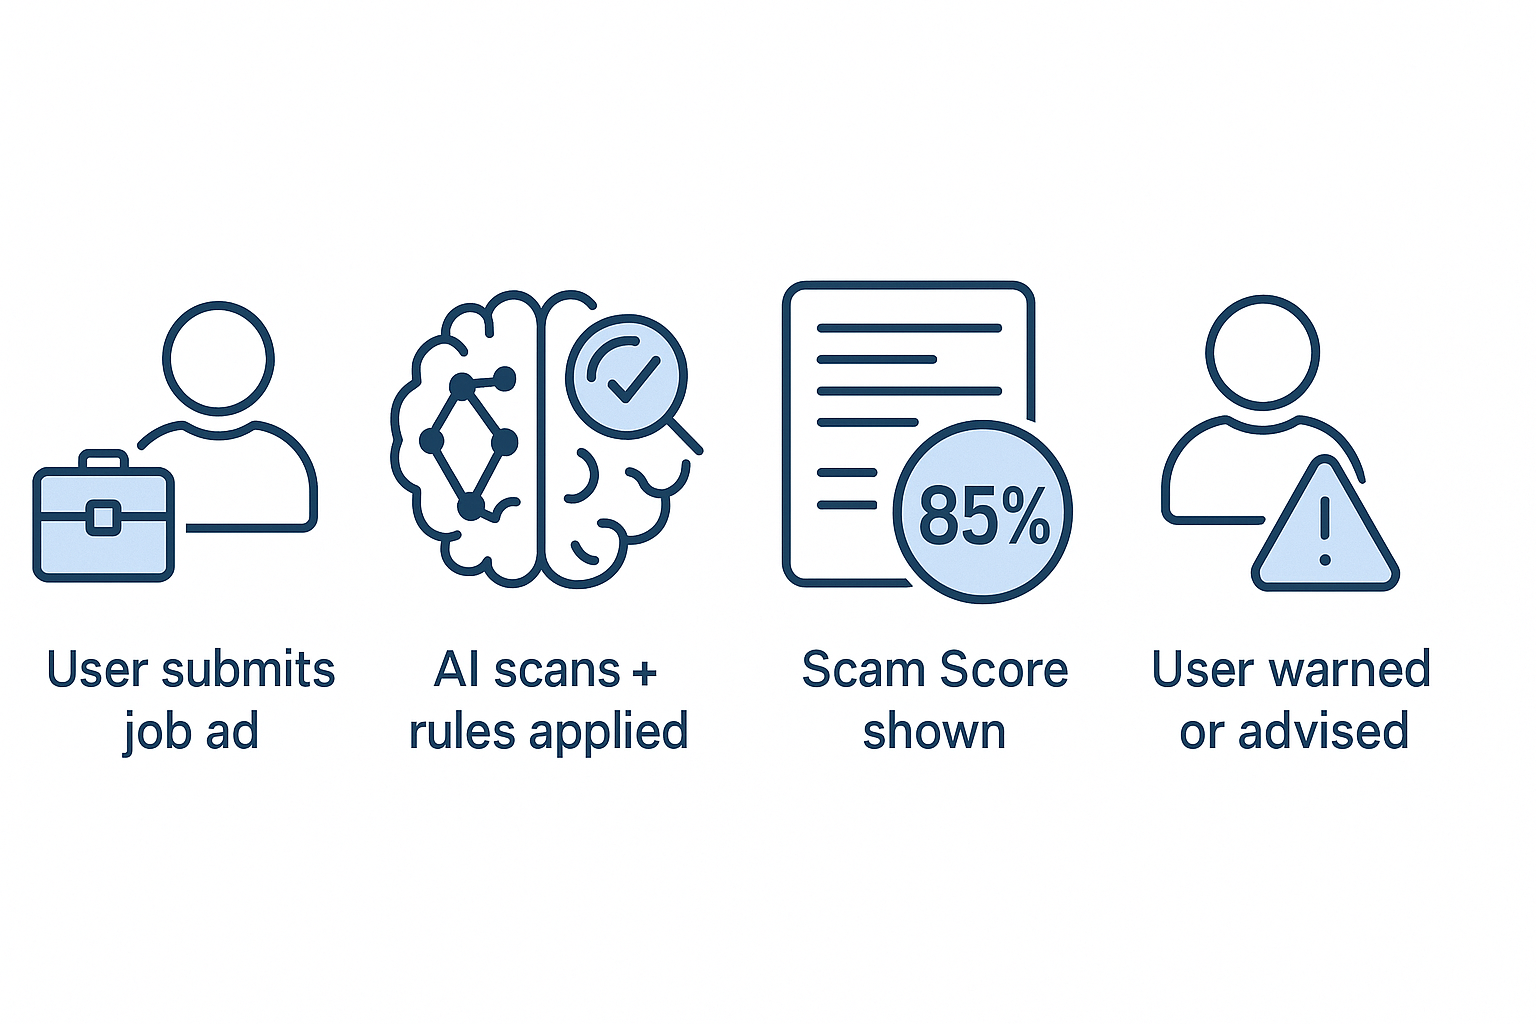 85%
User submits
job ad
AI scans +
rules applied
Scam Score
shown
User warned
or advised